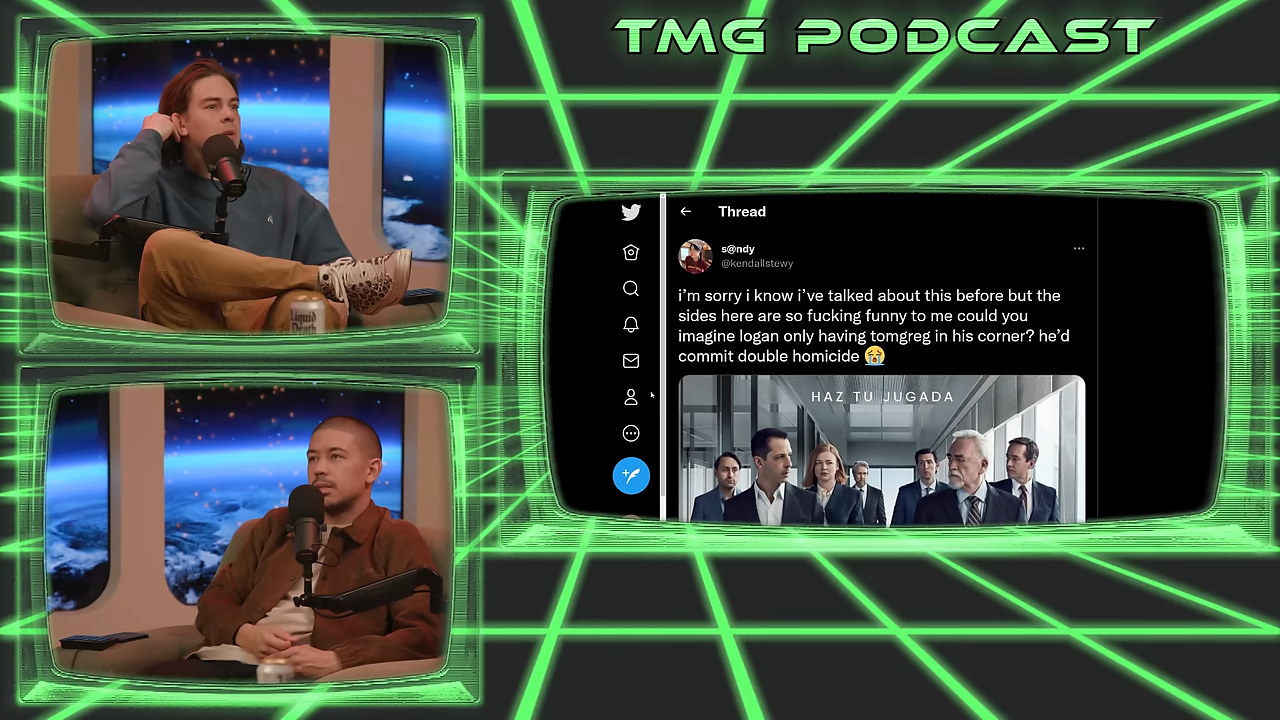 TMG PODCAST
Thread
s@ndy
@kendallstewy
i'm sorry i know i've talked about this before but the
sides here are so fucking funny to me could you
imagine logan only having tomgreg in his corner? he'd
commit double homicide 😭
HAZ TU JUGADA
Liquid
Death